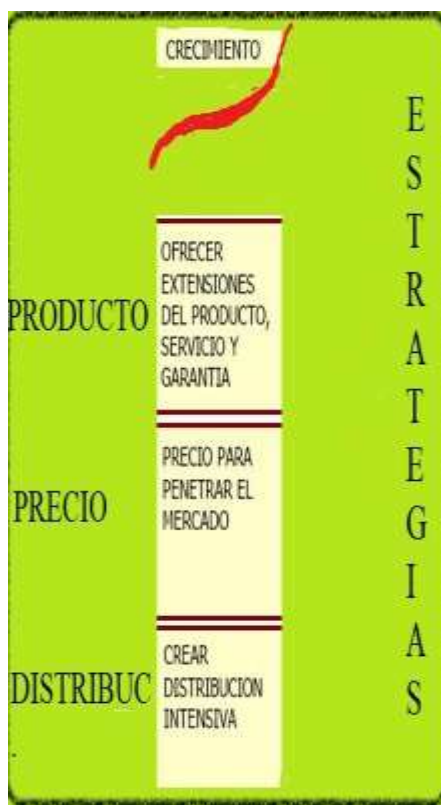 CRECIMIENTO
PRODUCTO
OFRECER
EXTENSIONES
DEL PRODUCTO,
SERVICIO Y
GARANTIA
PRECIO
PRECIO PARA
PENETRAR EL
MERCADO
DISTRIBUC
.
CREAR
DISTRIBUCION
INTENSIVA
E
S
T
R
A
T
E
G
I
A
S